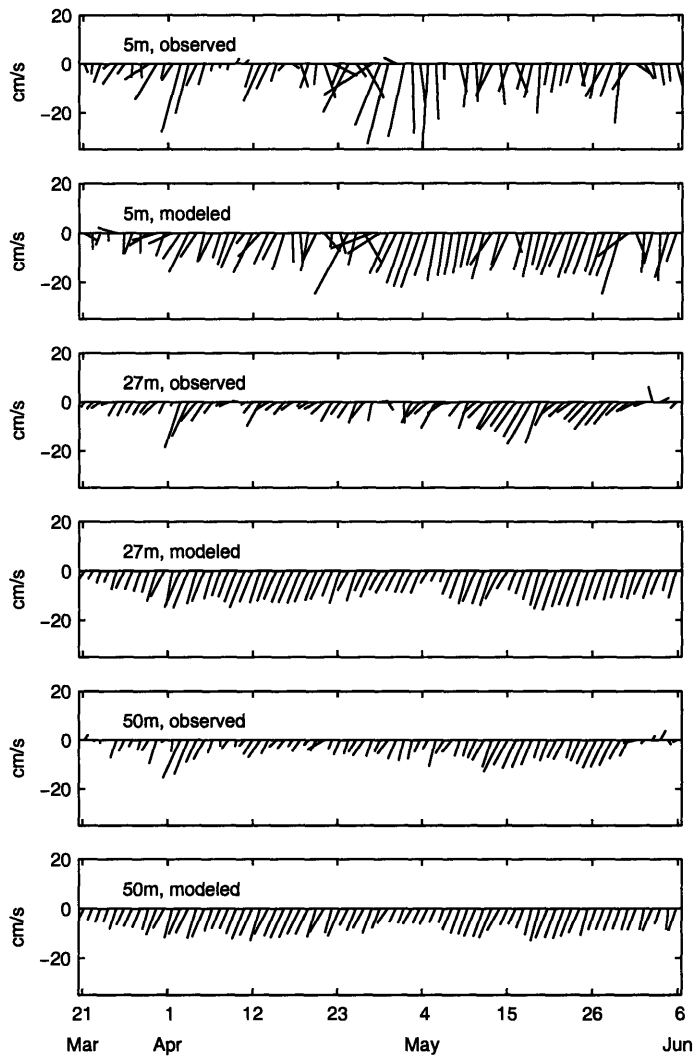 20
5m, observed
0
cm/s
−20
20
5m, modeled
0
cm/s
−20
20
27m, observed
0
cm/s
−20
20
27m, modeled
0
cm/s
−20
20
50m, observed
0
cm/s
−20
20
50m, modeled
0
cm/s
−20
21 1 12 23 4 15 26 6
Mar Apr May Jun